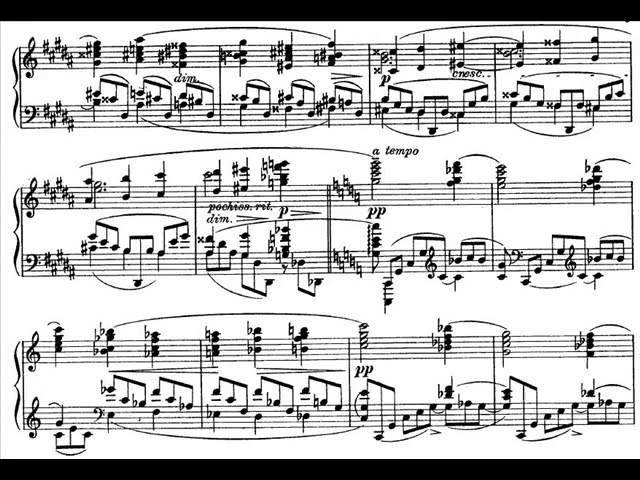 dim.
p
cresc..
a tempo
pochiss. rit.
dim.
p
pp
pp